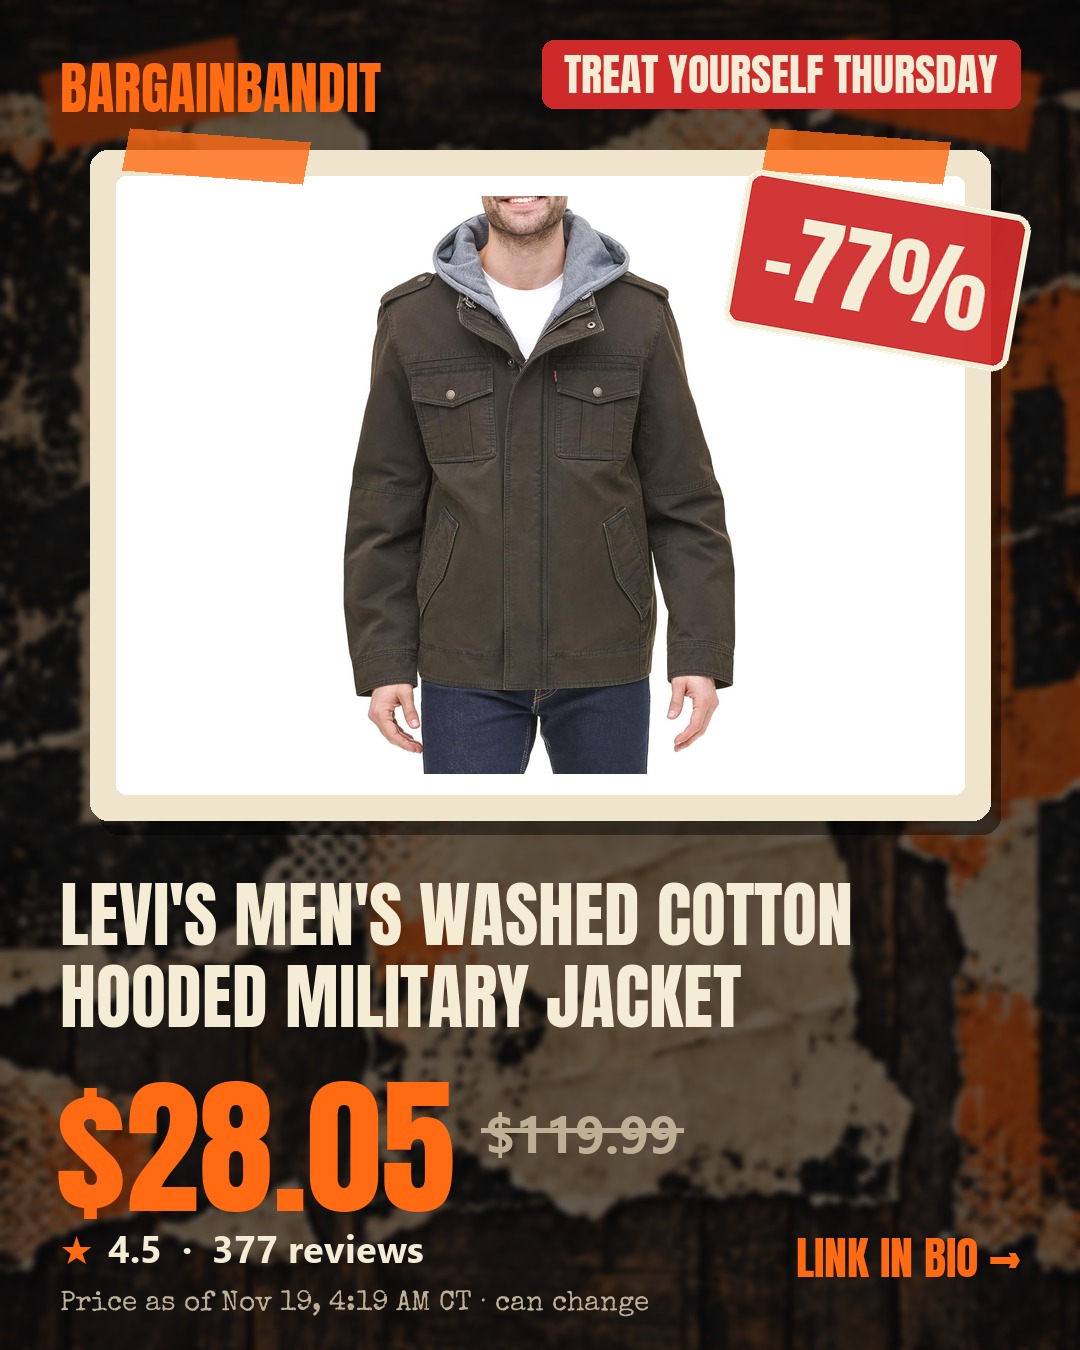 BARGAINBANDIT
TREAT YOURSELF THURSDAY
-77%
LEVI'S MEN'S WASHED COTTON
HOODED MILITARY JACKET
$28.05
$119.99
★ 4.5 · 377 reviews
LINK IN BIO →
Price as of Nov 19, 4:19 AM CT · can change